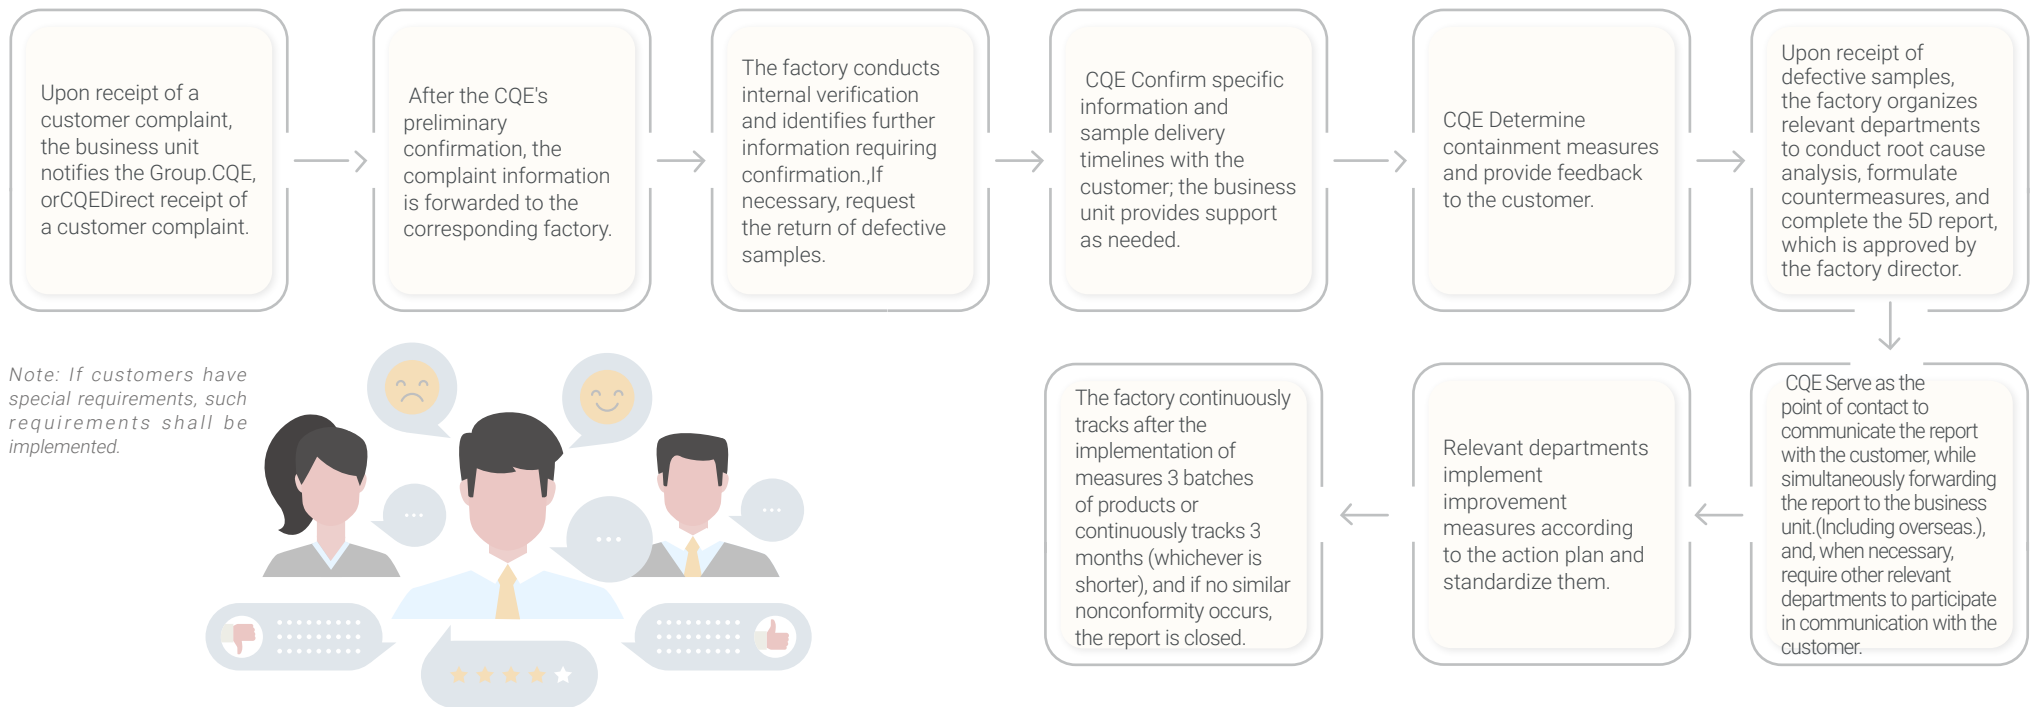 Upon receipt of a
customer complaint,
the business unit
notifies the Group.CQE,
orCQEDirect receipt of
a customer complaint.
After the CQE's
preliminary
confirmation, the
complaint information
is forwarded to the
corresponding factory.
The factory conducts
internal verification
and identifies further
information requiring
confirmation.,If
necessary, request
the return of defective
samples.
CQE Confirm specific
information and
sample delivery
timelines with the
customer; the business
unit provides support
as needed.
CQE Determine
containment measures
and provide feedback
to the customer.
Upon receipt of
defective samples,
the factory organizes
relevant departments
to conduct root cause
analysis, formulate
countermeasures, and
complete the 5D report,
which is approved by
the factory director.
CQE Serve as the
point of contact to
communicate the report
with the customer, while
simultaneously forwarding
the report to the business
unit.(Including overseas.),
and, when necessary,
require other relevant
departments to participate
in communication with the
customer.
Relevant departments
implement
improvement
measures according
to the action plan and
standardize them.
The factory continuously
tracks after the
implementation of
measures 3 batches
of products or
continuously tracks 3
months (whichever is
shorter), and if no similar
nonconformity occurs,
the report is closed.
Note: If customers have
special requirements, such
requirements shall be
implemented.